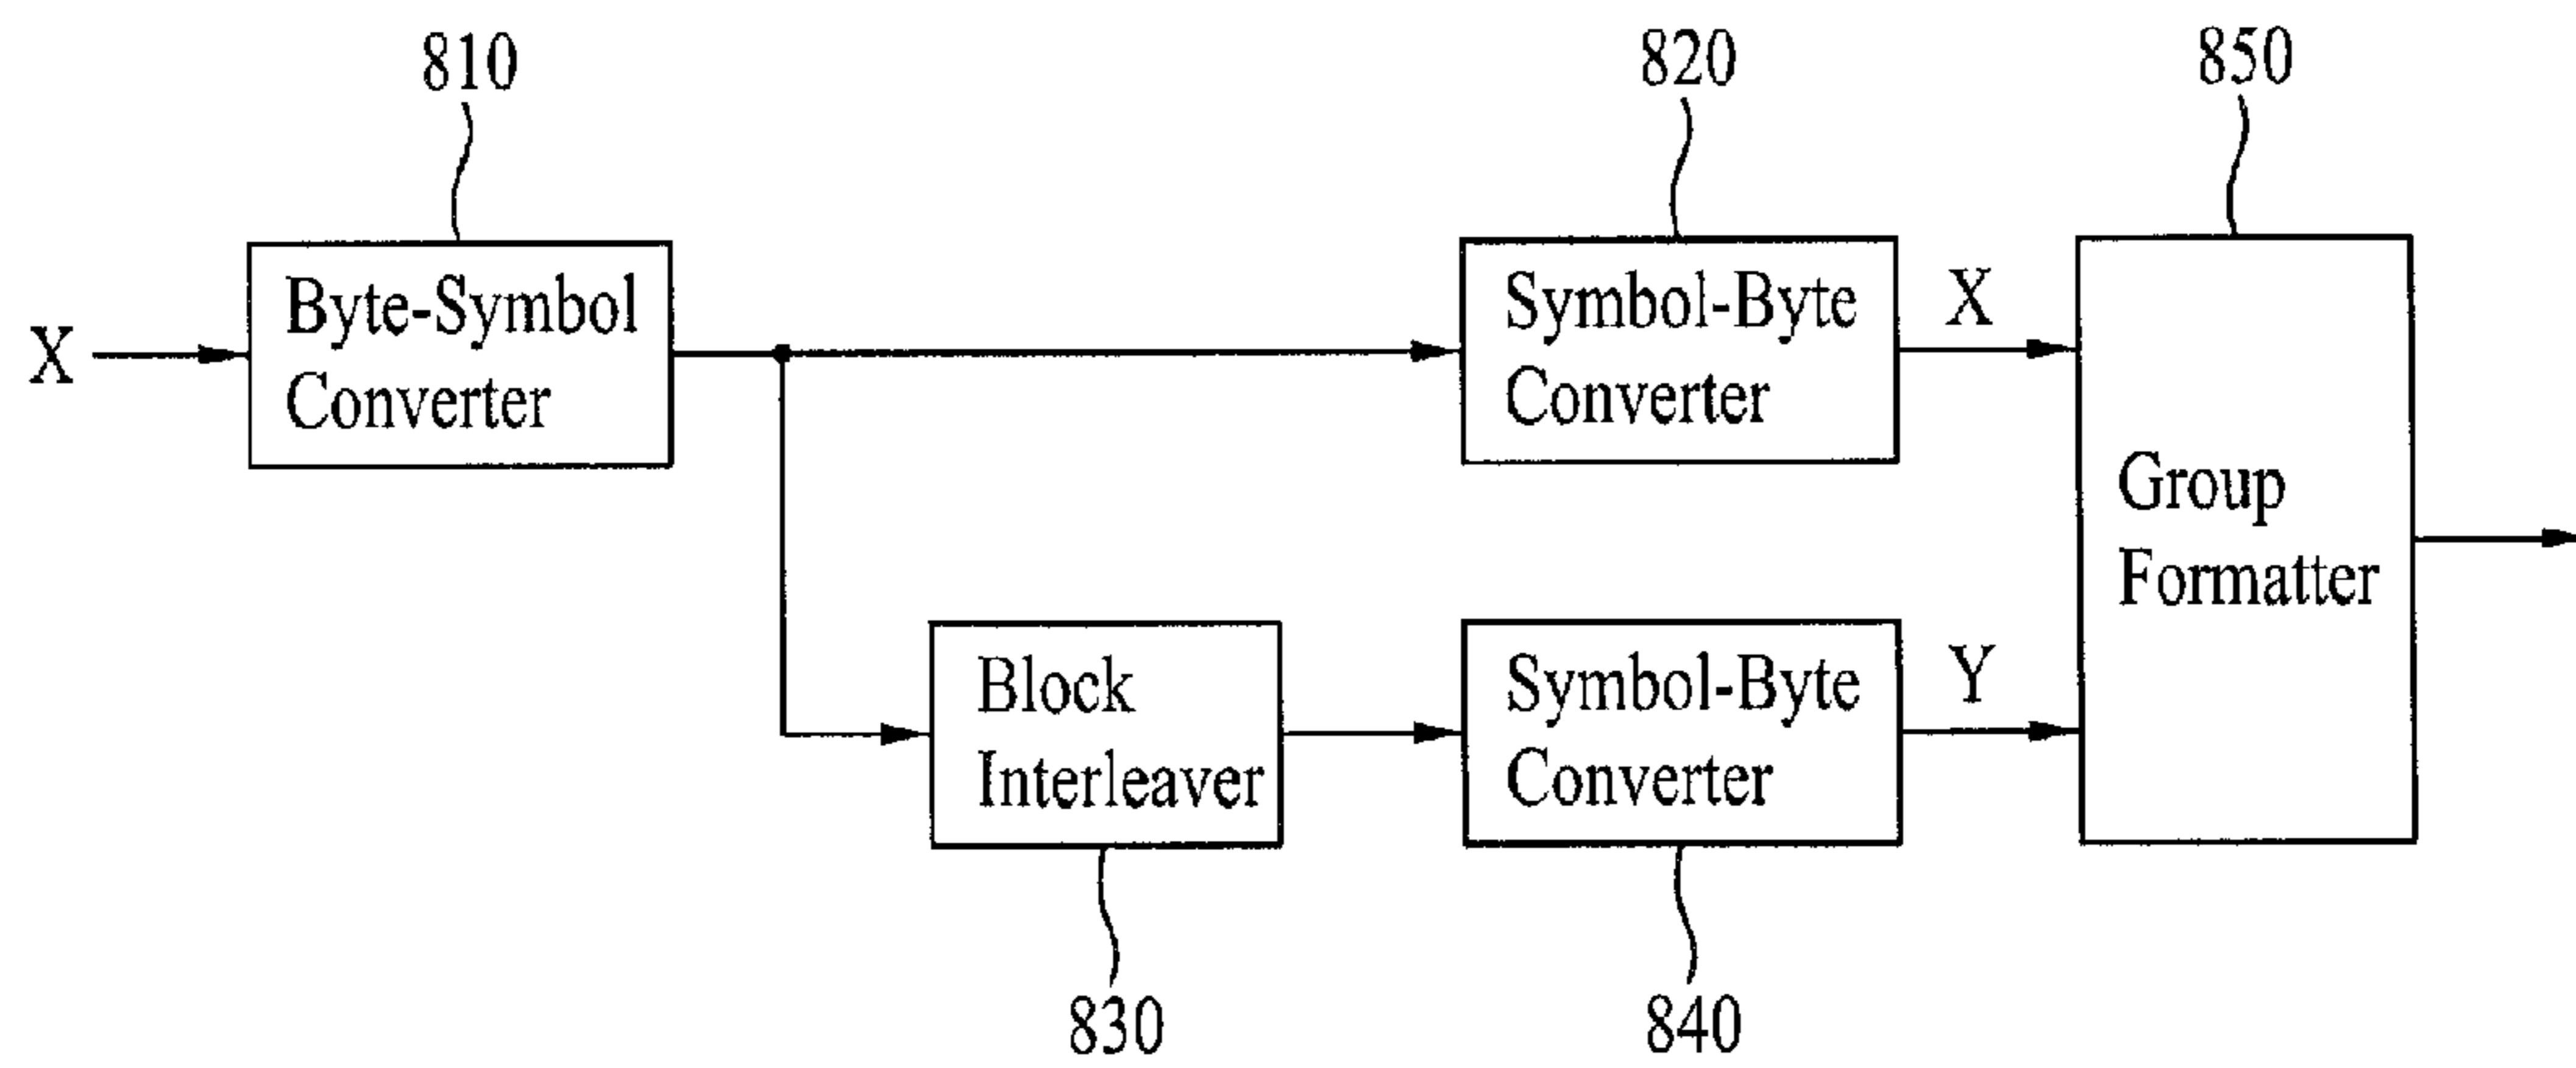 810
820
850
X
Byte-Symbol
Converter
Symbol-Byte
Converter
X
Group
Formatter
Block
Interleaver
Symbol-Byte
Converter
Y
830
840